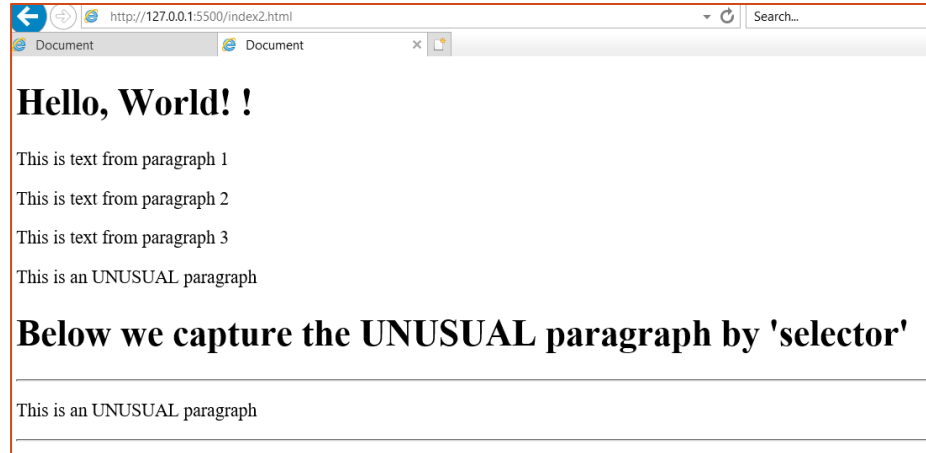 http://127.0.0.1:5500/index2.html
Search...
Document
Document
Hello, World! !
This is text from paragraph 1
This is text from paragraph 2
This is text from paragraph 3
This is an UNUSUAL paragraph
Below we capture the UNUSUAL paragraph by 'selector'
This is an UNUSUAL paragraph